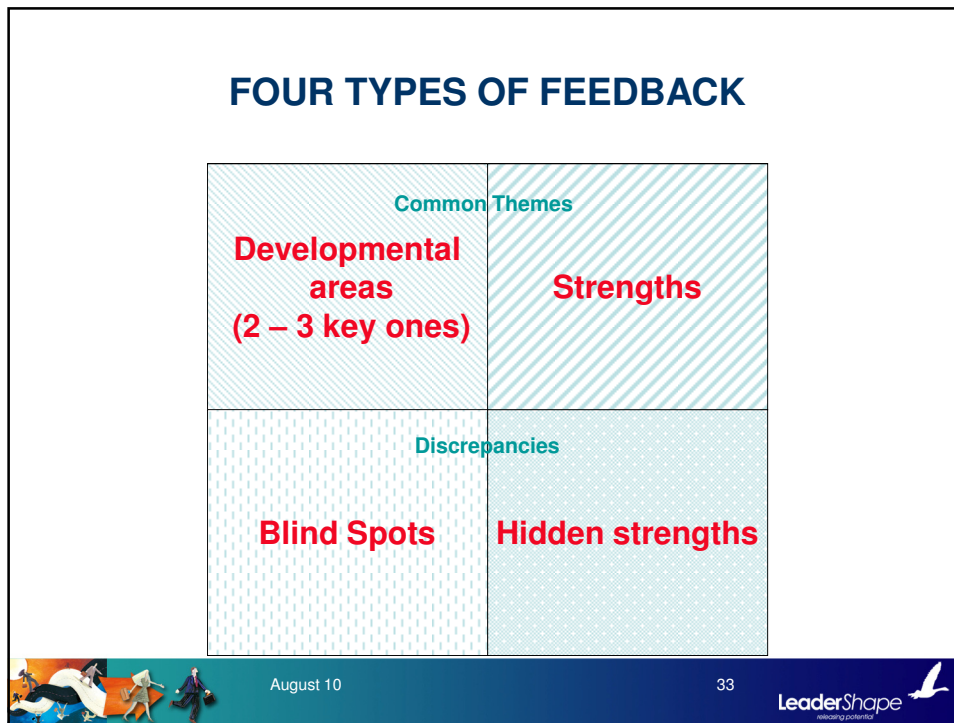 FOUR TYPES OF FEEDBACK
Common Themes
Developmental
areas
(2 – 3 key ones)
Strengths
Discrepancies
Blind Spots
Hidden strengths
August 10
33
LeaderShape
releasing potential